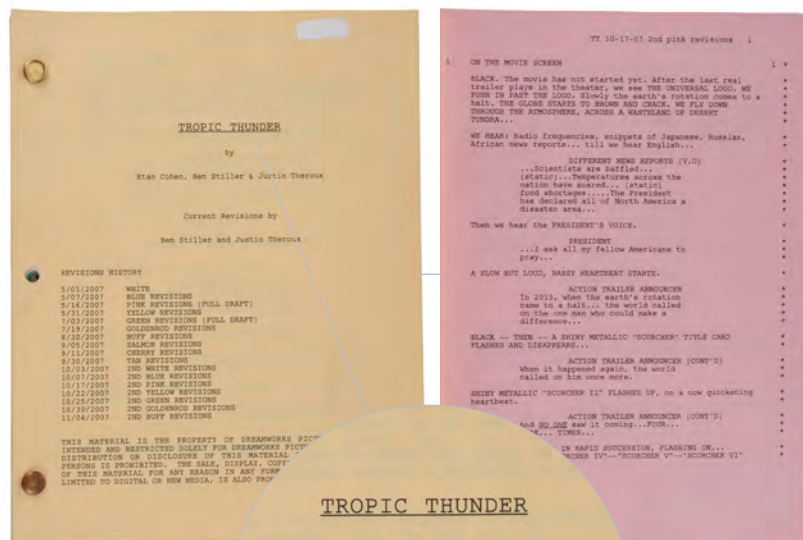 TROPIC THUNDER
by
Etan Cohen, Ben Stiller & Justin Theroux
Current Revisions by
Ben Stiller and Justin Theroux
REVISIONS HISTORY
5/01/2007 WHITE
5/07/2007 BLUE REVISIONS
5/16/2007 PINK REVISIONS (FULL DRAFT)
5/31/2007 YELLOW REVISIONS
7/03/2007 GREEN REVISIONS (FULL DRAFT)
7/19/2007 GOLDENROD REVISIONS
8/30/2007 BUFF REVISIONS
9/05/2007 SALMON REVISIONS
9/11/2007 CHERRY REVISIONS
9/30/2007 TAN REVISIONS
10/03/2007 2ND WHITE REVISIONS
10/07/2007 2ND BLUE REVISIONS
10/17/2007 2ND PINK REVISIONS
10/22/2007 2ND YELLOW REVISIONS
10/25/2007 2ND GREEN REVISIONS
10/30/2007 2ND GOLDENROD REVISIONS
11/04/2007 2ND BUFF REVISIONS
THIS MATERIAL IS THE PROPERTY OF DREAMWORKS
INTENDED AND RESTRICTED SOLELY FOR DREAMWORKS
DISTRIBUTION OR DISCLOSURE OF THIS MATERIAL
PERSONS IS PROHIBITED. THE SALE, DISPLAY,
OF THIS MATERIAL FOR ANY REASON IN ANY
LIMITED TO DIGITAL OR NEW MEDIA, IS ALSO
TROPIC THUNDER
TT 10-17-07 2nd pink revisions 1
1 ON THE MOVIE SCREEN 1 *
BLACK. The movie has not started yet. After the last real *
trailer plays in the theater, we see THE UNIVERSAL LOGO. WE *
PUSH IN PAST THE LOGO. Slowly the earth's rotation comes to a *
halt. THE GLOBE STARTS TO BROWN AND CRACK. WE FLY DOWN *
THROUGH THE ATMOSPHERE, ACROSS A WASTELAND OF DESERT *
TUNDRA... *
WE HEAR: Radio frequencies, snippets of Japanese, Russian, *
African news reports... till we hear English... *
DIFFERENT NEWS REPORTS (V.O) *
...Scientists are baffled... *
(static)...Temperatures across the *
nation have soared... (static) *
food shortages.....The President *
has declared all of North America a *
disaster area... *
Then we hear the PRESIDENT'S VOICE. *
PRESIDENT *
...I ask all my fellow Americans to *
pray... *
A SLOW BUT LOUD, BASSY HEARTBEAT STARTS. *
ACTION TRAILER ANNOUNCER *
In 2013, when the earth's rotation *
came to a halt... the world called *
on the one man who could make a *
difference... *
BLACK -- THEN -- A SHINY METALLIC "SCORCHER" TITLE CARD *
FLASHES AND DISAPPEARS... *
ACTION TRAILER ANNOUNCER (CONT'D) *
When it happened again, the world *
called on him once more. *
SHINY METALLIC "SCORCHER II" FLASHES UP, on a now quickening *
heartbeat. *
ACTION TRAILER ANNOUNCER (CONT'D) *
And NO ONE saw it coming...FOUR... *
TIMES... *
IN RAPID SUCCESSION, FLASHING ON... *
IV"--"SCORCHER V"--"SCORCHER VI" *